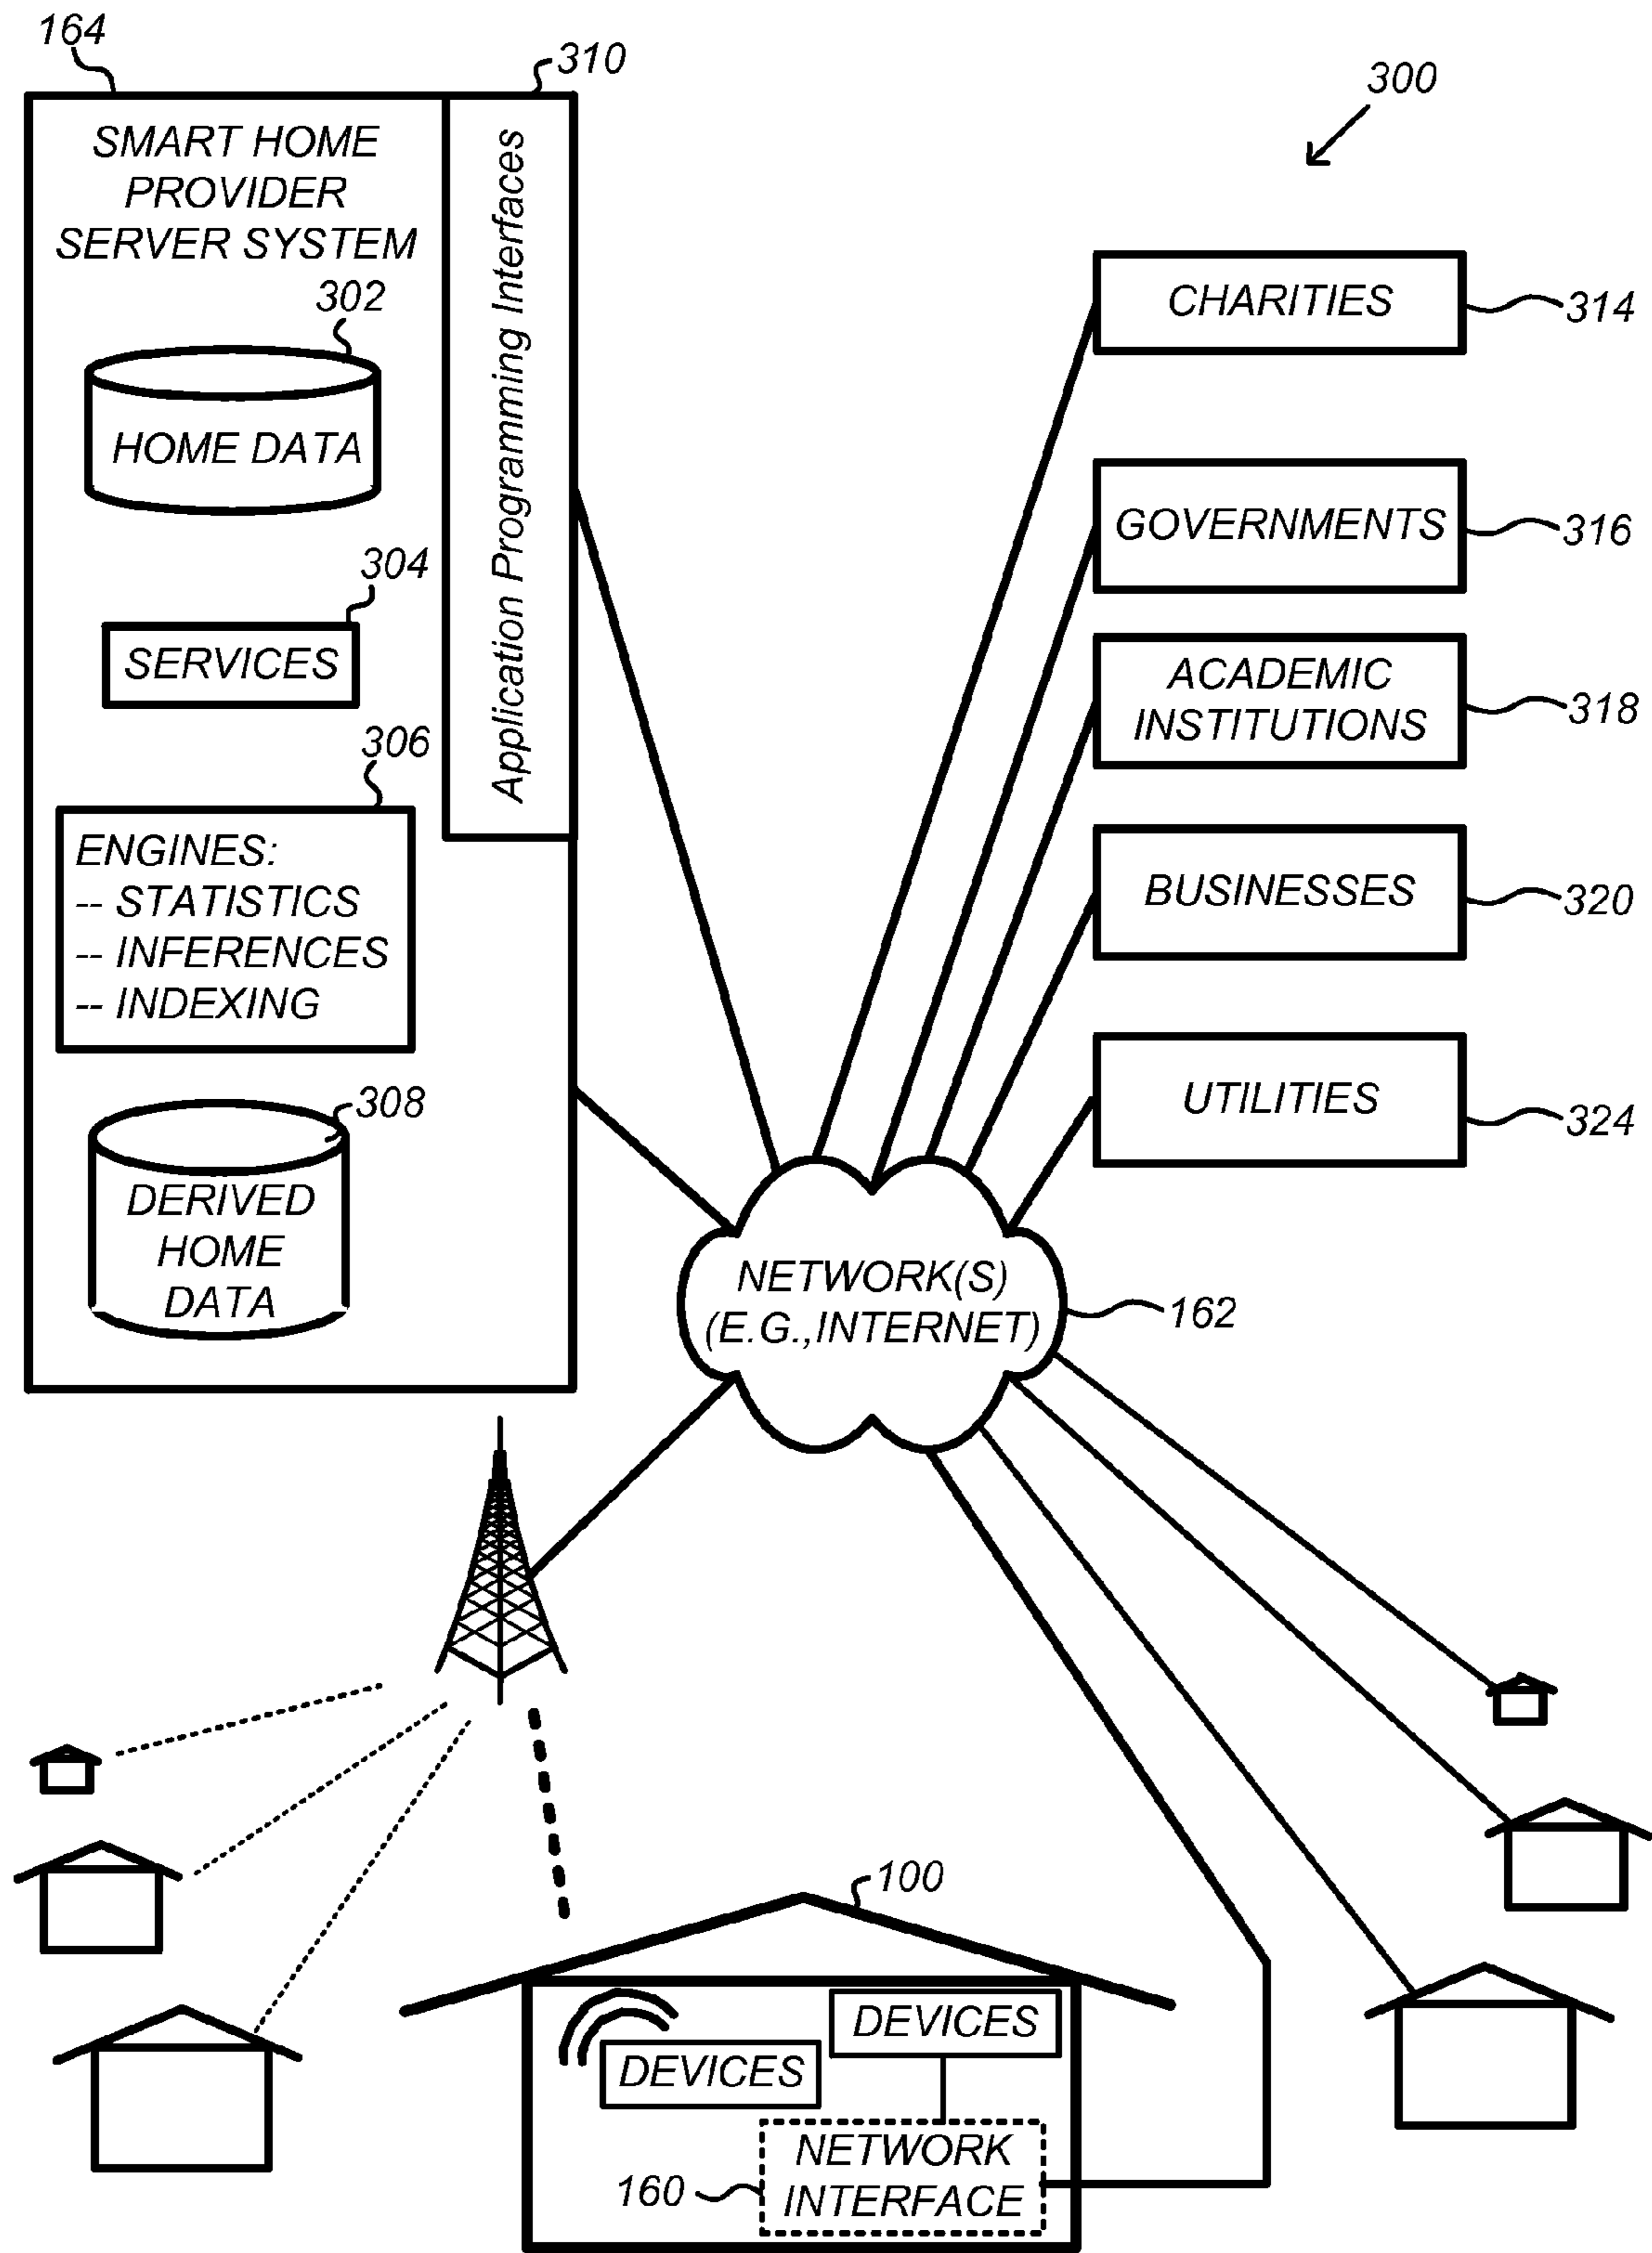 164
310
300
SMART HOME
PROVIDER
SERVER SYSTEM
Application Programming Interfaces
302
HOME DATA
304
SERVICES
306
ENGINES:
-- STATISTICS
-- INFERENCES
-- INDEXING
308
DERIVED
HOME
DATA
CHARITIES
314
GOVERNMENTS
316
ACADEMIC
INSTITUTIONS
318
BUSINESSES
320
UTILITIES
324
NETWORK(S)
(E.G.,INTERNET)
162
100
DEVICES
DEVICES
NETWORK
INTERFACE
160